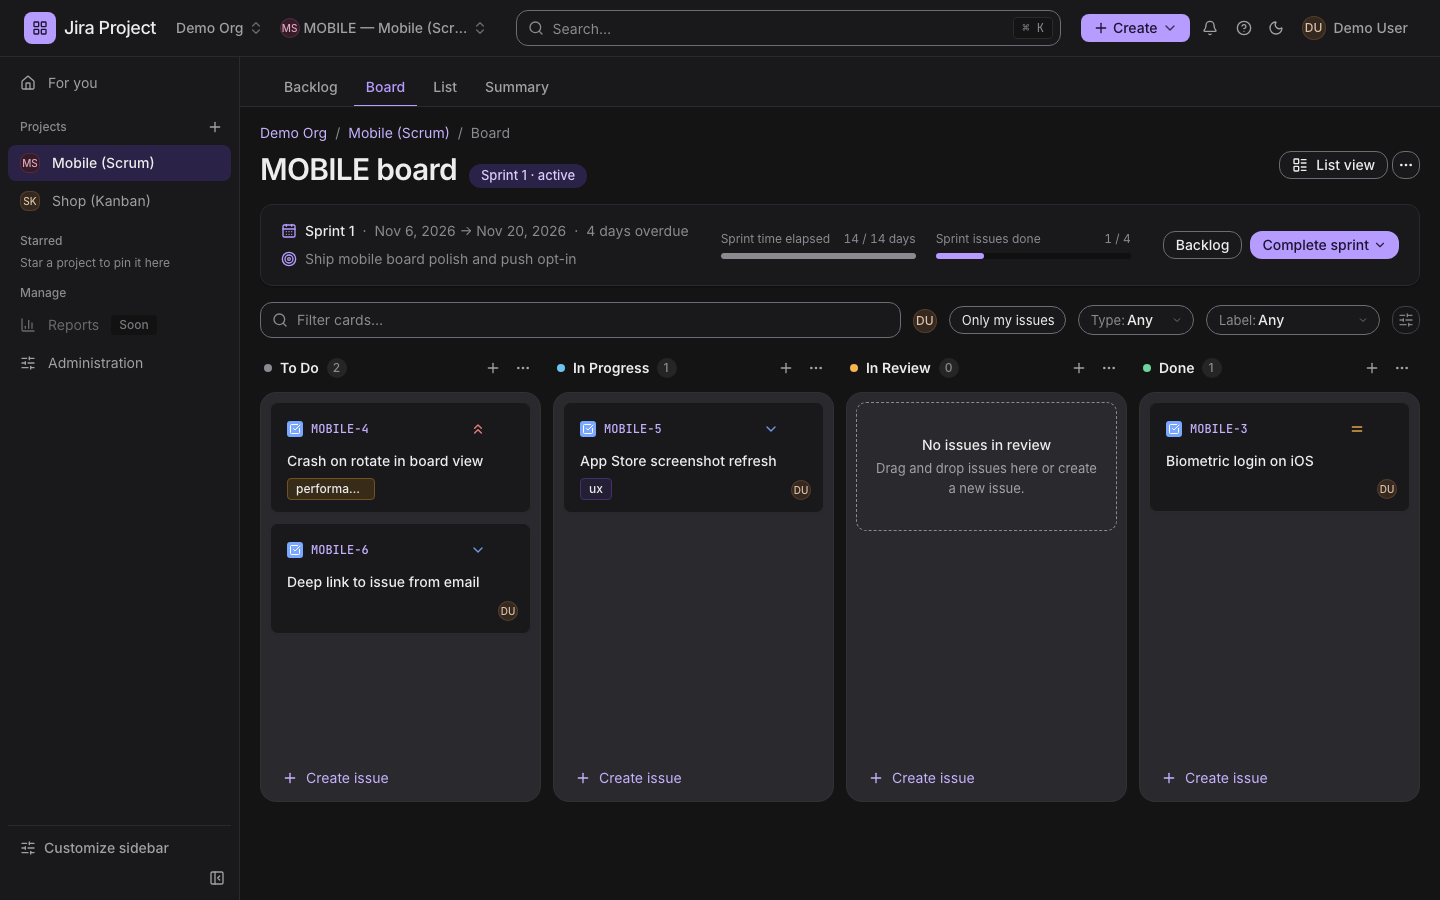 Jira Project
Demo Org
MS MOBILE — Mobile (Scr...
Search...
⌘ K
Create
DU Demo User
For you
Projects
MS Mobile (Scrum)
SK Shop (Kanban)
Starred
Star a project to pin it here
Manage
Reports Soon
Administration
Customize sidebar
Backlog Board List Summary
Demo Org / Mobile (Scrum) / Board
MOBILE board Sprint 1 · active
List view
Sprint 1 · Nov 6, 2026 → Nov 20, 2026 · 4 days overdue
Ship mobile board polish and push opt-in
Sprint time elapsed 14 / 14 days
Sprint issues done 1 / 4
Backlog
Complete sprint
Filter cards...
DU
Only my issues
Type: Any
Label: Any
To Do 2
MOBILE-4
Crash on rotate in board view
performa...
MOBILE-6
Deep link to issue from email
DU
Create issue
In Progress 1
MOBILE-5
App Store screenshot refresh
ux
DU
Create issue
In Review 0
No issues in review
Drag and drop issues here or create
a new issue.
Create issue
Done 1
MOBILE-3
Biometric login on iOS
DU
Create issue